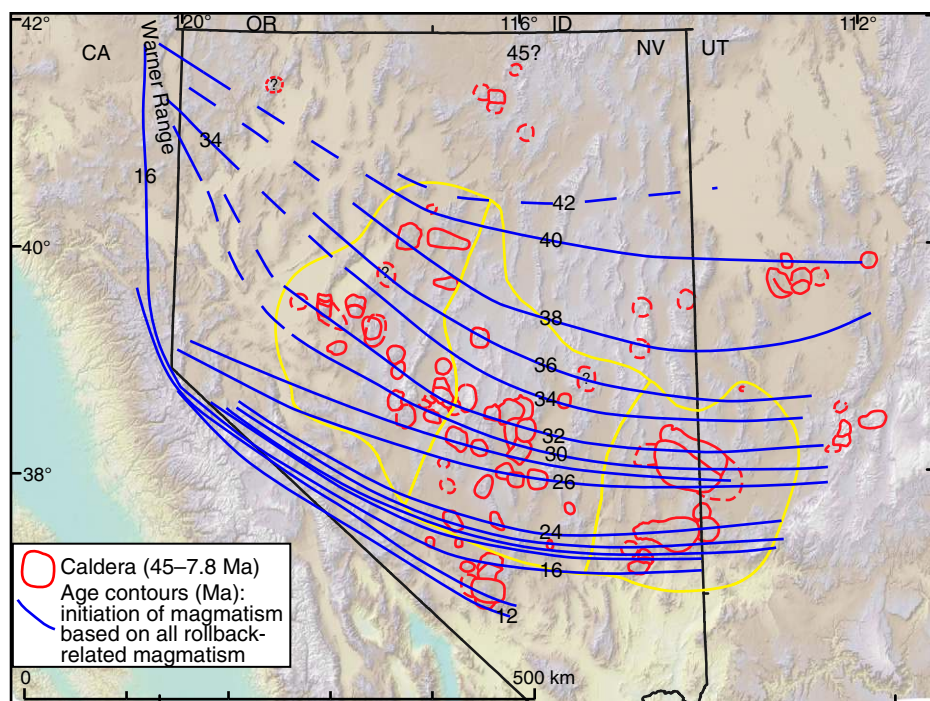 42° 120° OR 116° ID 112°
CA 45? NV UT
Warner Range
?
34
16
42
40° 40
?
38
36
?
34
32
30
38° 26
24
16
12
Caldera (45–7.8 Ma)
Age contours (Ma):
initiation of magmatism
based on all rollback-
related magmatism
0 500 km